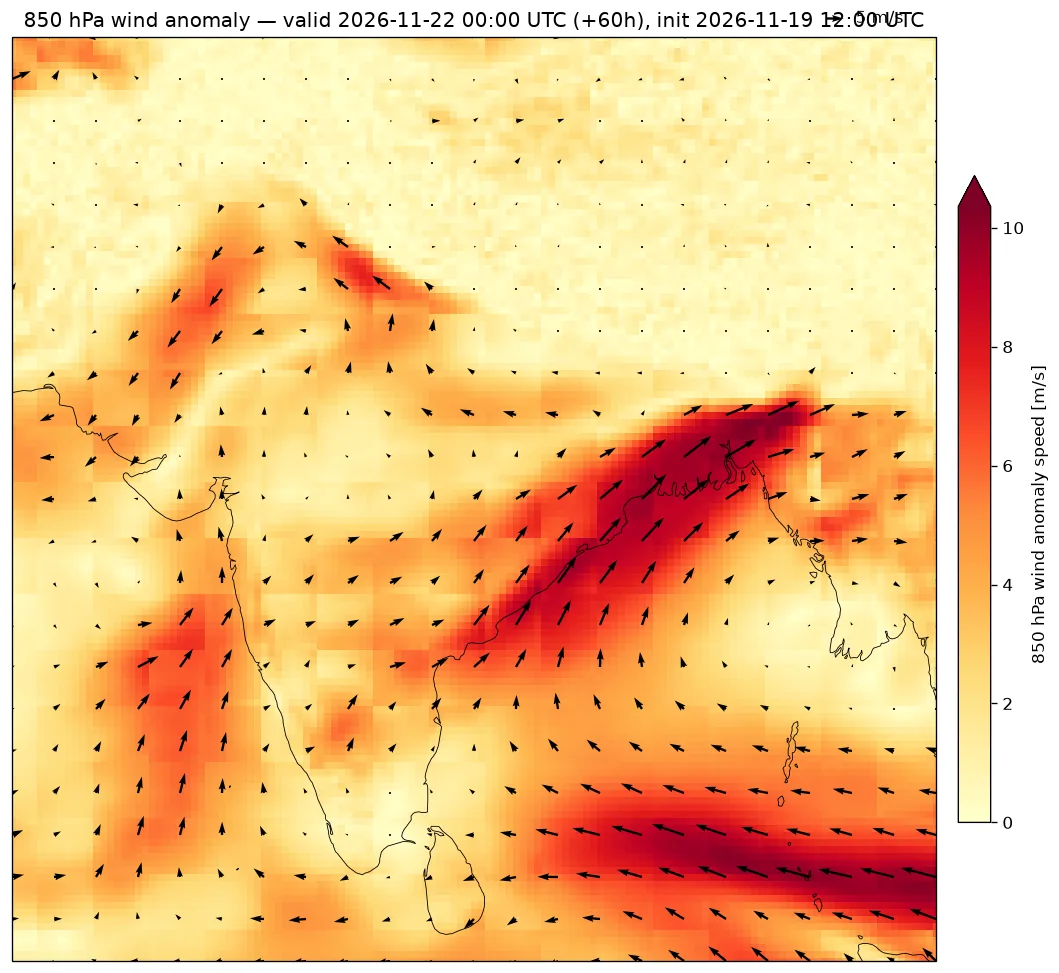 850 hPa wind anomaly — valid 2026-11-22 00:00 UTC (+60h), init 2026-11-19 12:00 UTC
5 m/s
10
8
6
4
2
0
850 hPa wind anomaly speed [m/s]